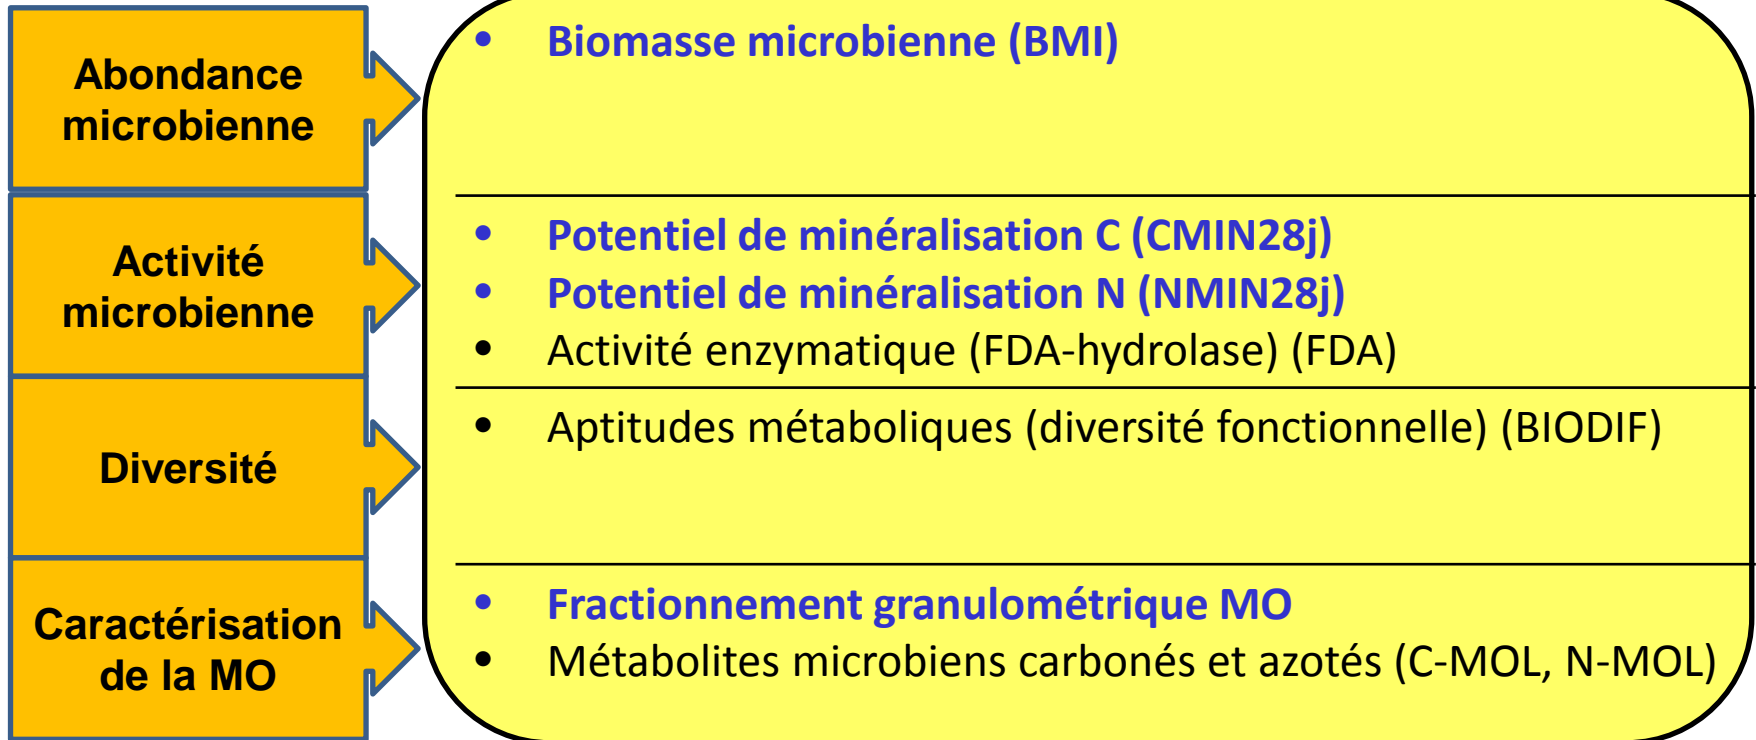 Abondance
microbienne
• Biomasse microbienne (BMI)
Activité
microbienne
• Potentiel de minéralisation C (CMIN28j)
• Potentiel de minéralisation N (NMIN28j)
• Activité enzymatique (FDA-hydrolase) (FDA)
Diversité
• Aptitudes métaboliques (diversité fonctionnelle) (BIODIF)
Caractérisation
de la MO
• Fractionnement granulométrique MO
• Métabolites microbiens carbonés et azotés (C-MOL, N-MOL)